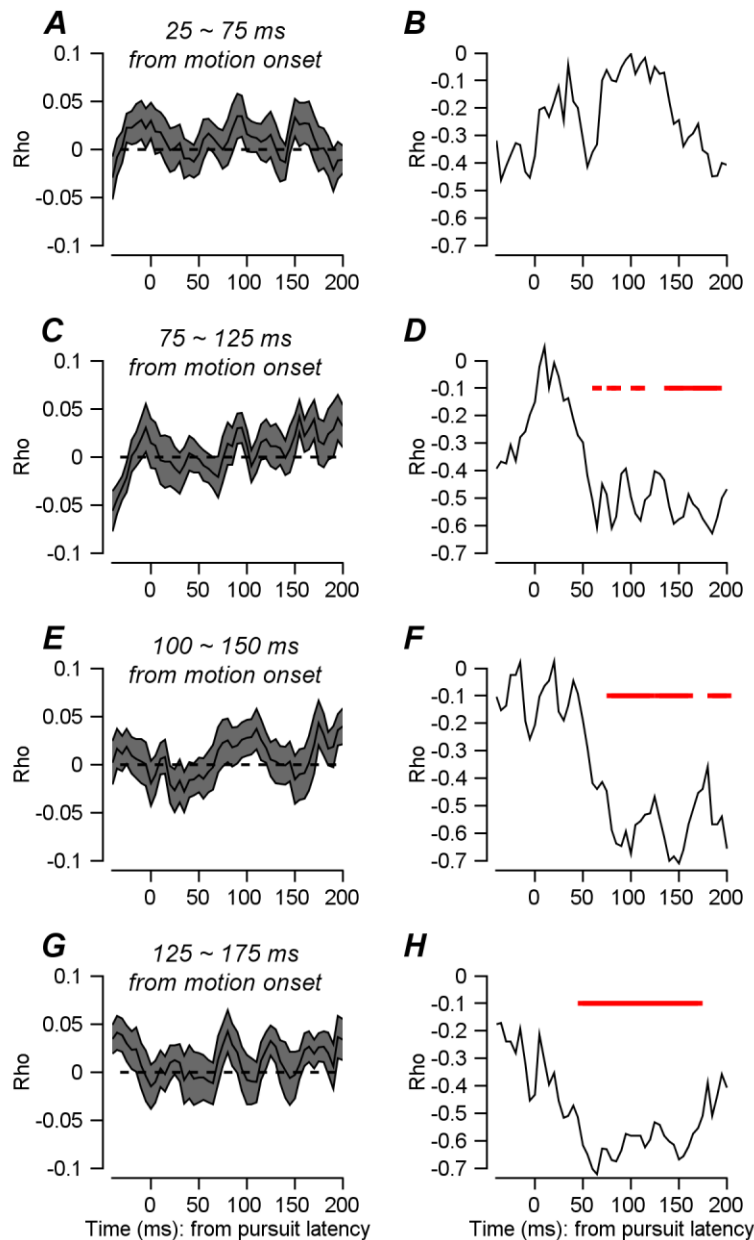 A
25 ~ 75 ms
from motion onset
0.1
0.05
0
-0.05
-0.1
Rho
0 50 100 150 200
B
0
-0.1
-0.2
-0.3
-0.4
-0.5
-0.6
-0.7
Rho
0 50 100 150 200
C
75 ~ 125 ms
from motion onset
0.1
0.05
0
-0.05
-0.1
Rho
0 50 100 150 200
D
0
-0.1
-0.2
-0.3
-0.4
-0.5
-0.6
-0.7
Rho
0 50 100 150 200
E
100 ~ 150 ms
from motion onset
0.1
0.05
0
-0.05
-0.1
Rho
0 50 100 150 200
F
0
-0.1
-0.2
-0.3
-0.4
-0.5
-0.6
-0.7
Rho
0 50 100 150 200
G
125 ~ 175 ms
from motion onset
0.1
0.05
0
-0.05
-0.1
Rho
0 50 100 150 200
Time (ms): from pursuit latency
H
0
-0.1
-0.2
-0.3
-0.4
-0.5
-0.6
-0.7
Rho
0 50 100 150 200
Time (ms): from pursuit latency